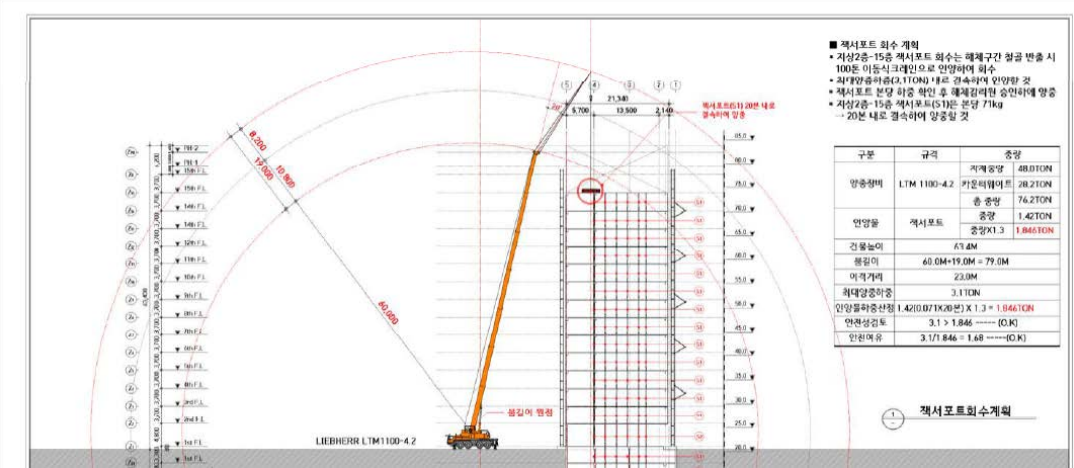 ■ 잭서포트 회수 계획
• 지상2층-15층 잭서포트 회수는 해체구간 철골 반출 시
100톤 이동식크레인으로 인양하여 회수
• 최대양중하중(3.1TON) 내로 결속하여 인양할 것
• 잭서포트 본당 하중 확인 후 해체감리원 승인하에 양중
• 지상2층-15층 잭서포트(S1)은 본당 71kg
→ 20본 내로 결속하여 양중할 것
잭서포트(S1) 20본 내로
결속하여 양중
⑤ ④ ③ ② ①
21,340
5,700 13,500 2,140
8,200
19,000
10,800
60,000
구분 규격 중량
양중장비 LTM 1100-4.2 자체중량 48.0TON
카운터웨이트 28.2TON
총 중량 76.2TON
인양물 잭서포트 중량 1.42TON
중량X1.3 1.846TON
건물높이 63.4M
붐길이 60.0M+19.0M = 79.0M
이격거리 23.0M
최대양중하중 3.1TON
인양물하중산정 1.42(0.071X20본) X 1.3 = 1.846TON
안전성검토 3.1 > 1.846 ----- (O.K)
안전여유 3.1/1.846 = 1.68 -----(O.K)
PH-2
PH-1
15th F.L
14th F.L
12th F.L
11th F.L
10th F.L
9th F.L
8th F.L
7th F.L
6th F.L
5th F.L
4th F.L
3rd F.L
2nd F.L
1st F.L
85.0
80.0
75.0
70.0
65.0
60.0
55.0
50.0
45.0
40.0
35.0
30.0
25.0
20.0
붐길이 원점
LIEBHERR LTM1100-4.2
1 잭서포트회수계획